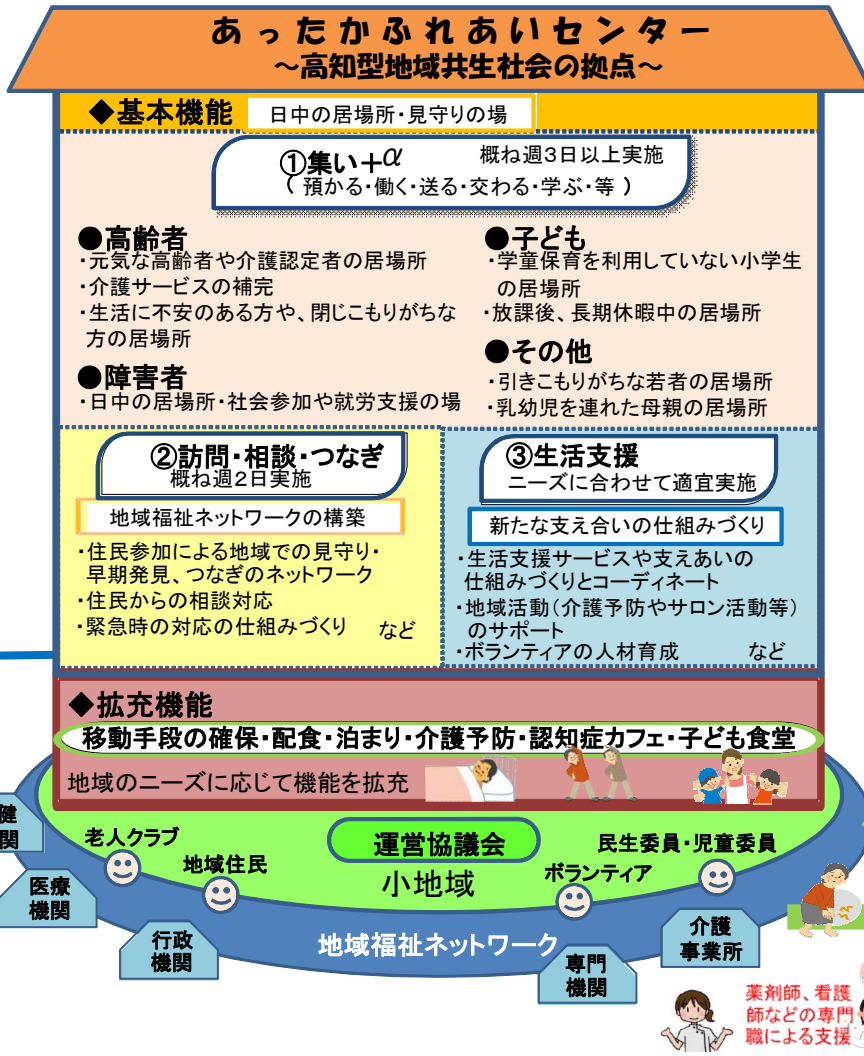 あったかふれあいセンター
～高知型地域共生社会の拠点～
◆基本機能 日中の居場所・見守りの場
①集い+α 概ね週3日以上実施
（ 預かる・働く・送る・交わる・学ぶ・等 ）
●高齢者
・元気な高齢者や介護認定者の居場所
・介護サービスの補完
・生活に不安のある方や、閉じこもりがちな
方の居場所
●障害者
・日中の居場所・社会参加や就労支援の場
●子ども
・学童保育を利用していない小学生
の居場所
・放課後、長期休暇中の居場所
●その他
・引きこもりがちな若者の居場所
・乳幼児を連れた母親の居場所
②訪問・相談・つなぎ
概ね週2日実施
地域福祉ネットワークの構築
・住民参加による地域での見守り・
早期発見、つなぎのネットワーク
・住民からの相談対応
・緊急時の対応の仕組みづくり など
③生活支援
ニーズに合わせて適宜実施
新たな支え合いの仕組みづくり
・生活支援サービスや支えあいの
仕組みづくりとコーディネート
・地域活動（介護予防やサロン活動等）
のサポート
・ボランティアの人材育成 など
◆拡充機能
移動手段の確保・配食・泊まり・介護予防・認知症カフェ・子ども食堂
地域のニーズに応じて機能を拡充
健
関
老人クラブ
地域住民
運営協議会
小地域
民生委員・児童委員
ボランティア
医療
機関
行政
機関
地域福祉ネットワーク
専門
機関
介護
事業所
薬剤師、看護
師などの専門
職による支援